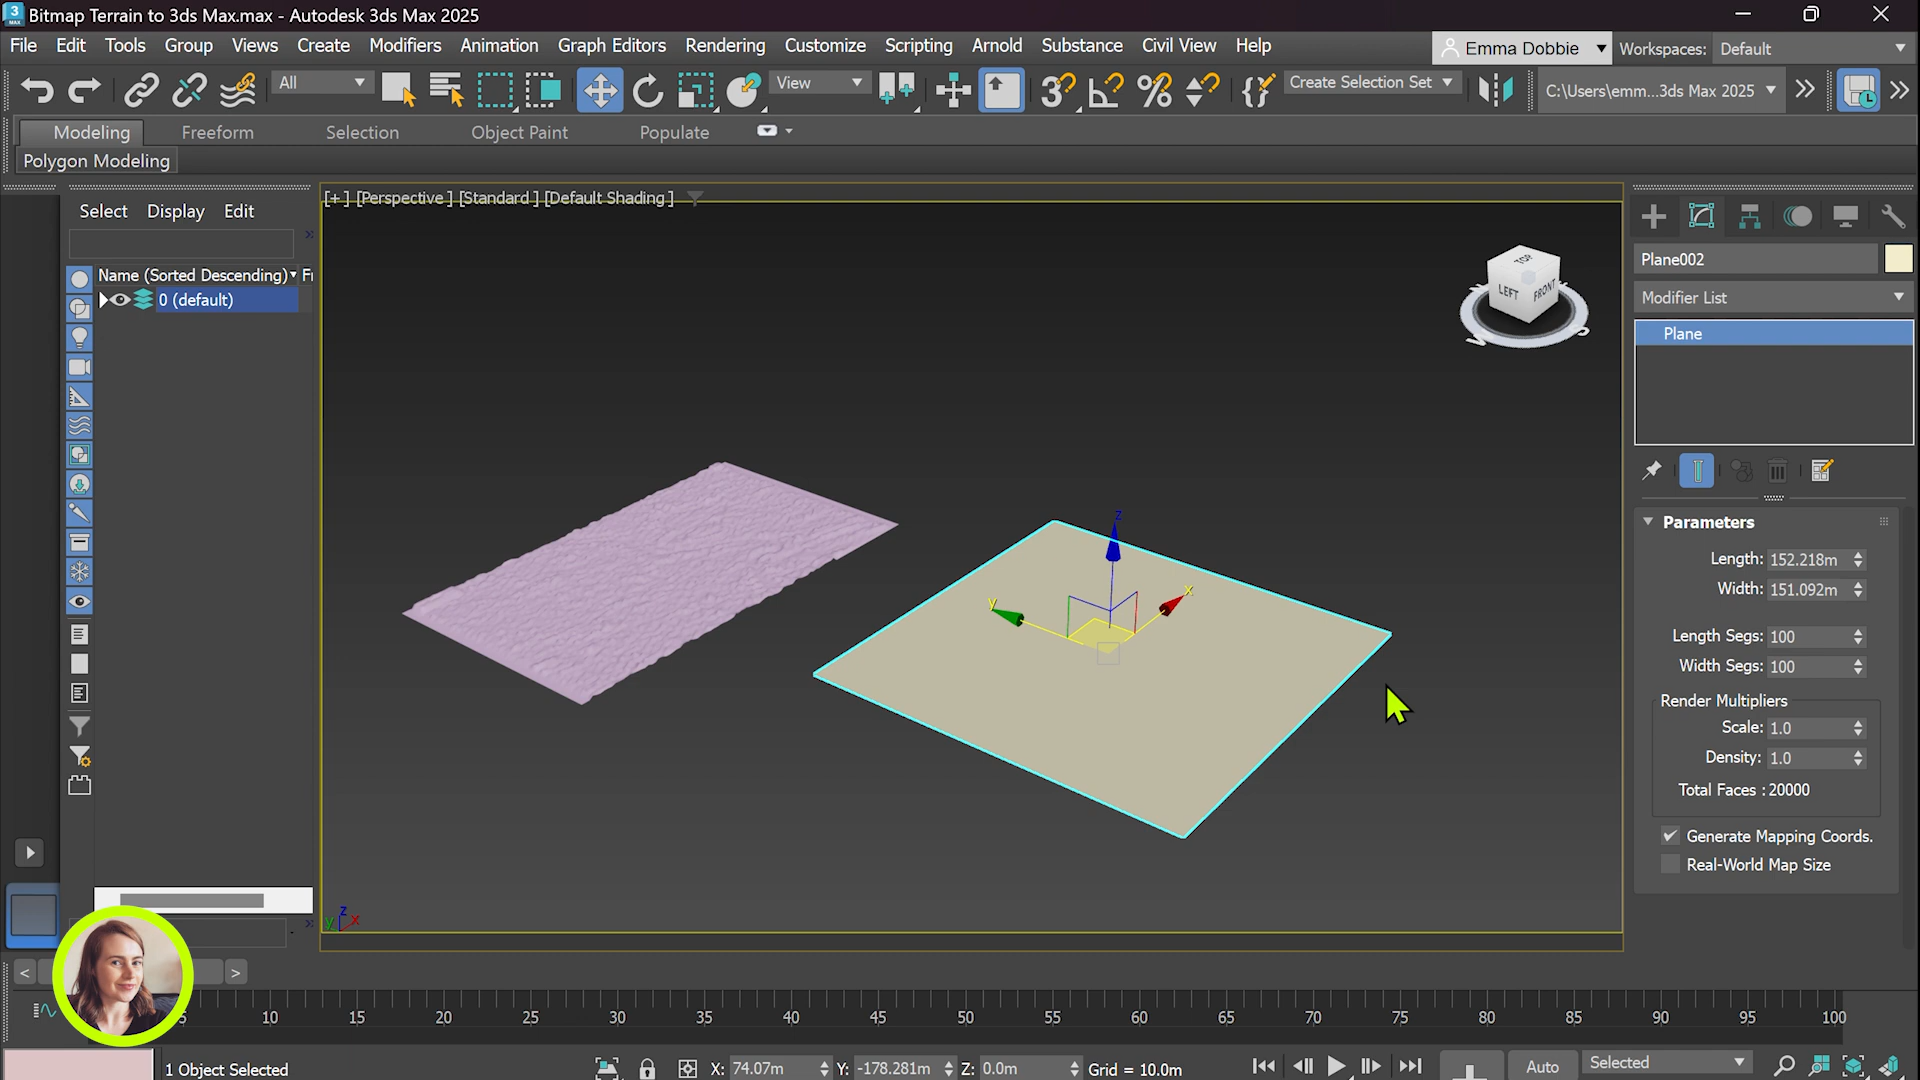 Bitmap Terrain to 3ds Max.max - Autodesk 3ds Max 2025
File Edit Tools Group Views Create Modifiers Animation Graph Editors Rendering Customize Scripting Arnold Substance Civil View Help
Emma Dobbie Workspaces: Default
All View Create Selection Set C:\Users\emm...3ds Max 2025
Modeling Freeform Selection Object Paint Populate
Polygon Modeling
Select Display Edit
[+] [Perspective ] [Standard ] [Default Shading ]
Name (Sorted Descending) Fr
0 (default)
TOP
LEFT FRONT
z
x
y
z
y x
Plane002
Modifier List
Plane
Parameters
Length: 152.218m
Width: 151.092m
Length Segs: 100
Width Segs: 100
Render Multipliers
Scale: 1.0
Density: 1.0
Total Faces : 20000
Generate Mapping Coords.
Real-World Map Size
< >
5 10 15 20 25 30 35 40 45 50 55 60 65 70 75 80 85 90 95 100
1 Object Selected X: 74.07m Y: -178.281m Z: 0.0m Grid = 10.0m Auto Selected